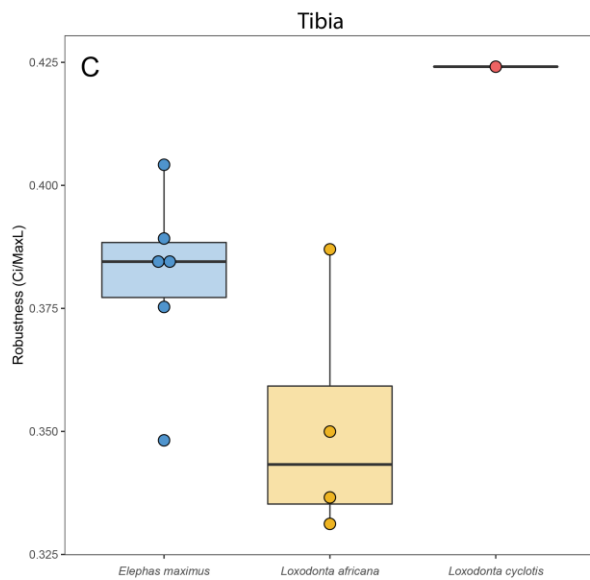 Tibia
C
0.425
0.400
0.375
0.350
0.325
Robustness (Ci/MaxL)
Elephas maximus
Loxodonta africana
Loxodonta cyclotis